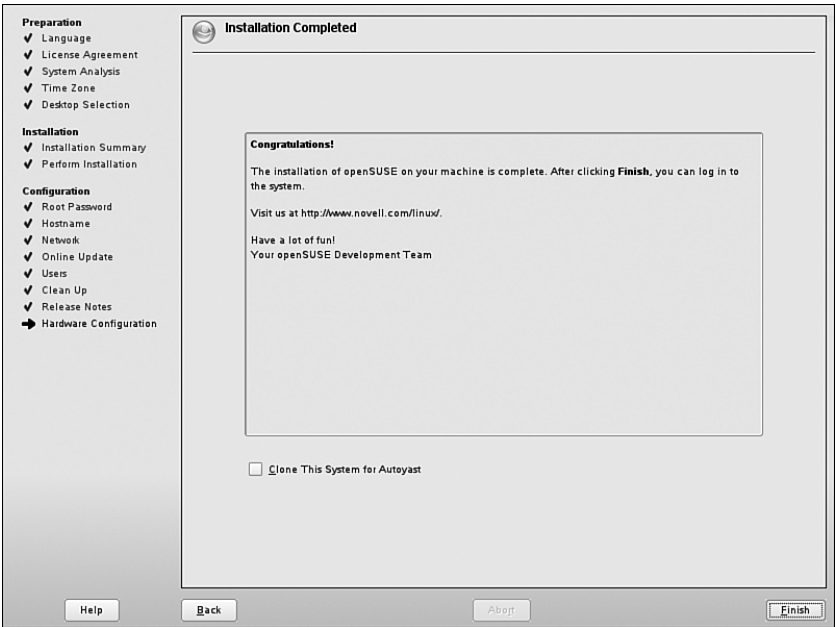 Preparation
Language
License Agreement
System Analysis
Time Zone
Desktop Selection
Installation
Installation Summary
Perform Installation
Configuration
Root Password
Hostname
Network
Online Update
Users
Clean Up
Release Notes
Hardware Configuration
Installation Completed
Congratulations!
The installation of openSUSE on your machine is complete. After clicking Finish, you can log in to
the system.
Visit us at http://www.novell.com/linux/.
Have a lot of fun!
Your openSUSE Development Team
Clone This System for Autoyast
Help
Back
Abort
Finish